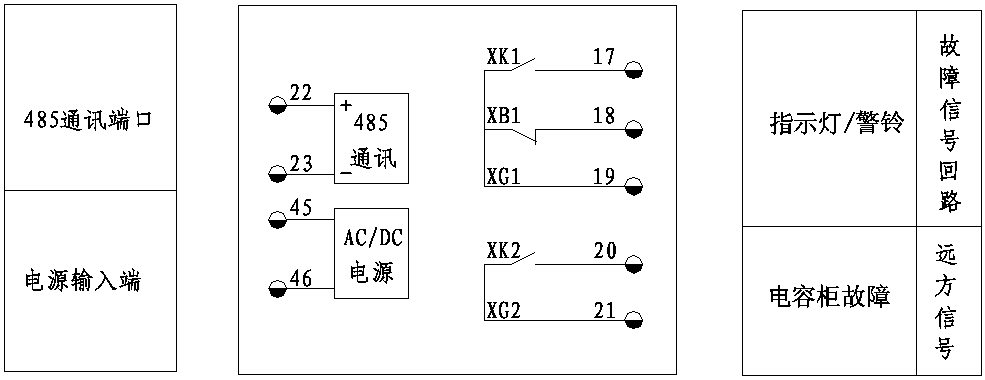 485通讯端口
电源输入端
22
+
485
通讯
23
−
45
AC/DC
电源
46
XK1 17
XB1 18
XG1 19
XK2 20
XG2 21
指示灯/警铃
故障信号回路
电容柜故障
远方信号